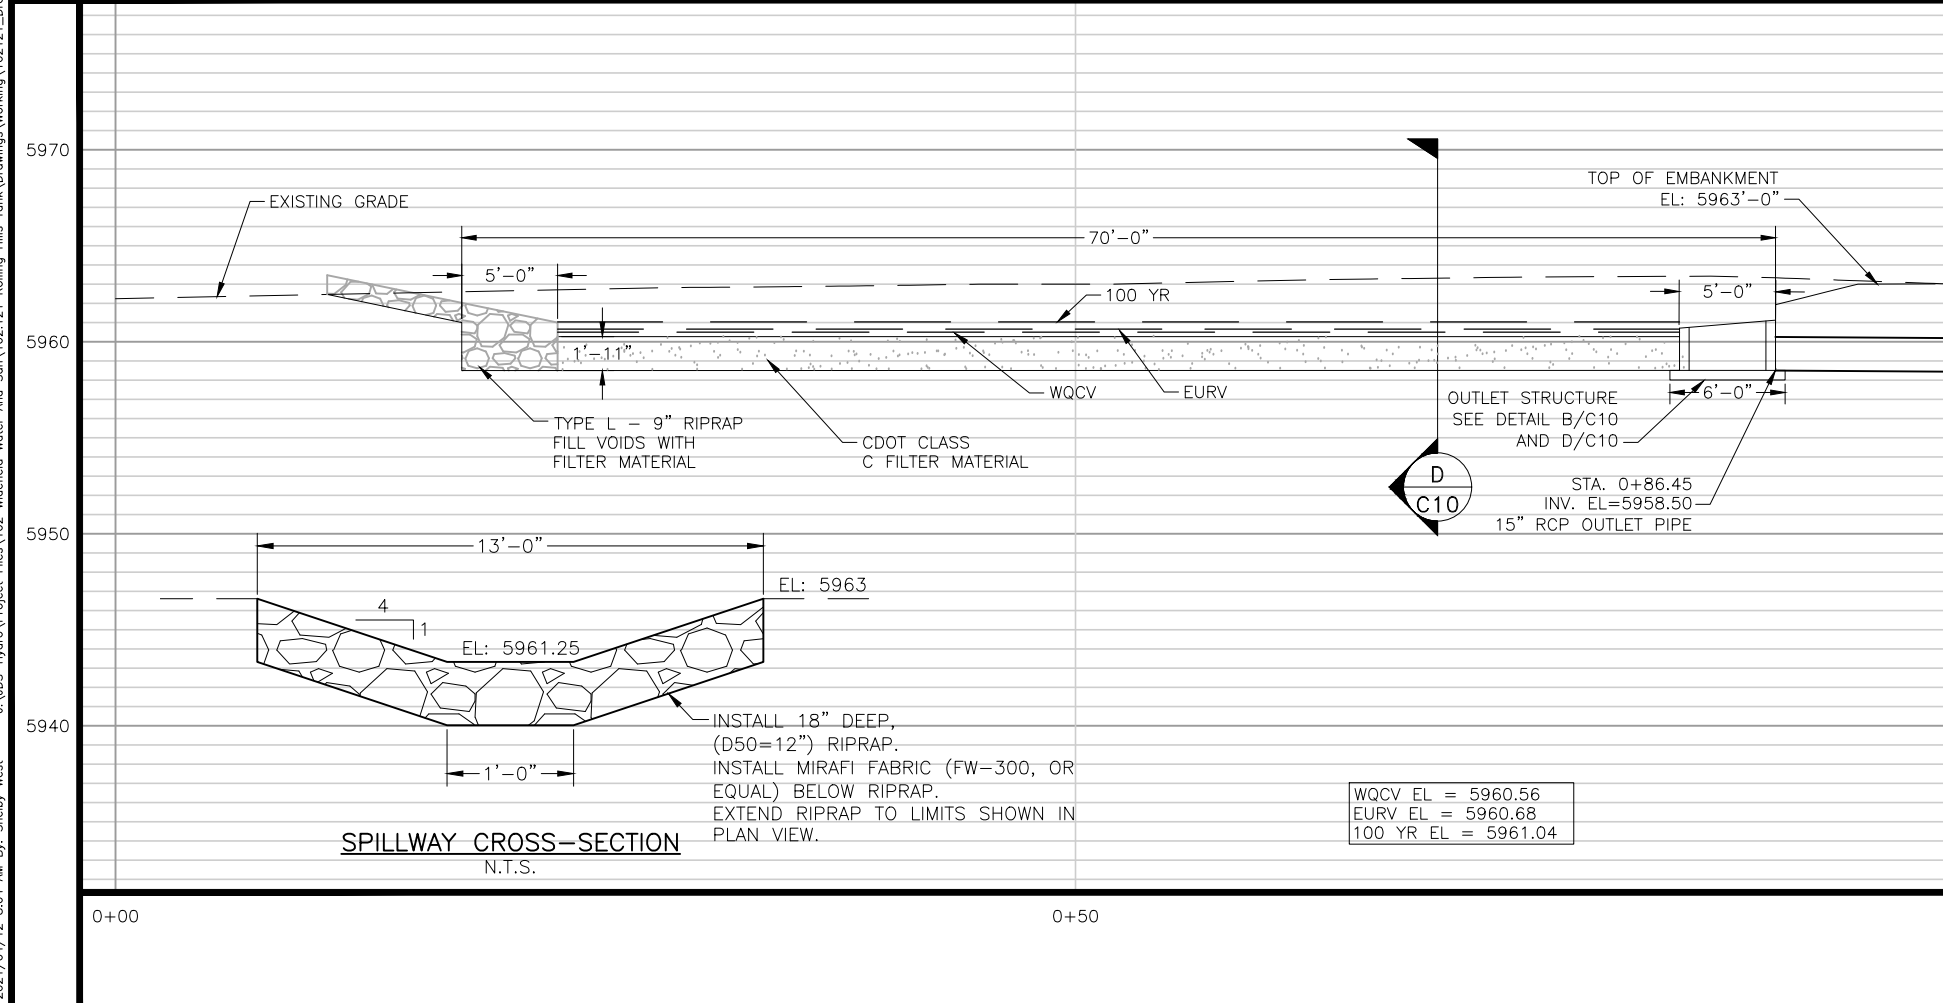 5970
5960
5950
5940
EXISTING GRADE
70'-0"
5'-0"
100 YR
1'-11"
TOP OF EMBANKMENT
EL: 5963'-0"
5'-0"
WQCV
EURV
TYPE L - 9" RIPRAP
FILL VOIDS WITH
FILTER MATERIAL
CDOT CLASS
C FILTER MATERIAL
6'-0"
OUTLET STRUCTURE
SEE DETAIL B/C10
AND D/C10
D
C10
STA. 0+86.45
INV. EL=5958.50
15" RCP OUTLET PIPE
13'-0"
EL: 5963
4
1
EL: 5961.25
1'-0"
INSTALL 18" DEEP,
(D50=12") RIPRAP.
INSTALL MIRAFI FABRIC (FW-300, OR
EQUAL) BELOW RIPRAP.
EXTEND RIPRAP TO LIMITS SHOWN IN
PLAN VIEW.
SPILLWAY CROSS-SECTION
N.T.S.
WQCV EL = 5960.56
EURV EL = 5960.68
100 YR EL = 5961.04
0+00
0+50